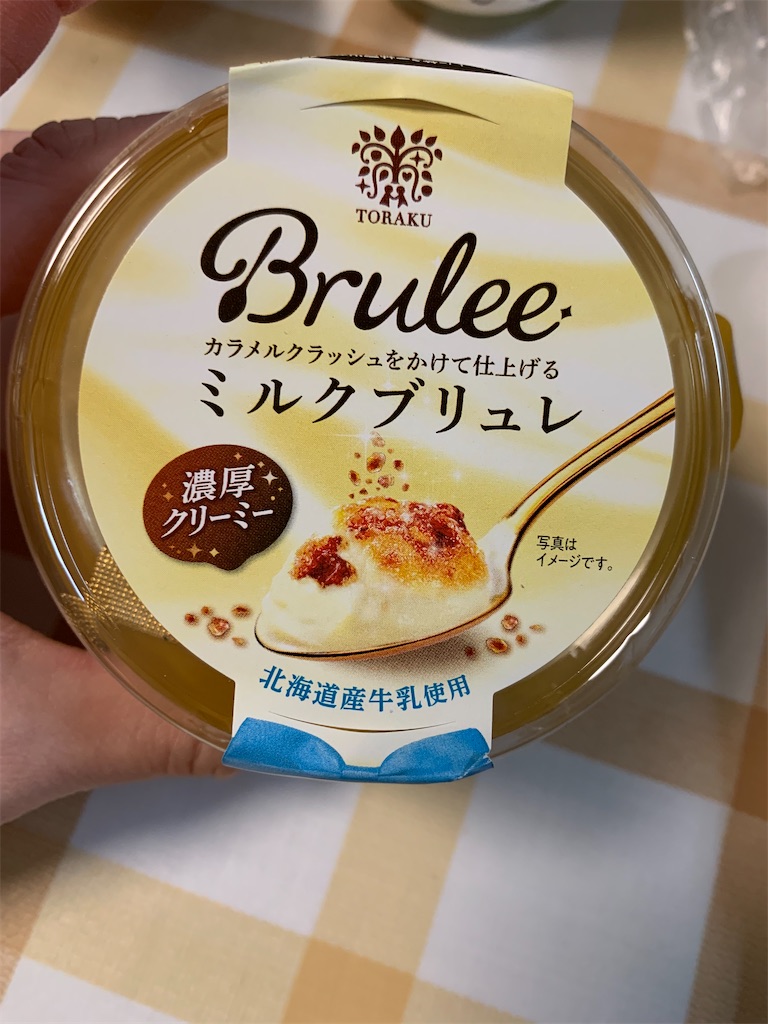 TORAKU
Brulee
カラメルクラッシュをかけて仕上げる
ミルクブリュレ
濃厚
クリーミー
写真は
イメージです。
北海道産牛乳使用